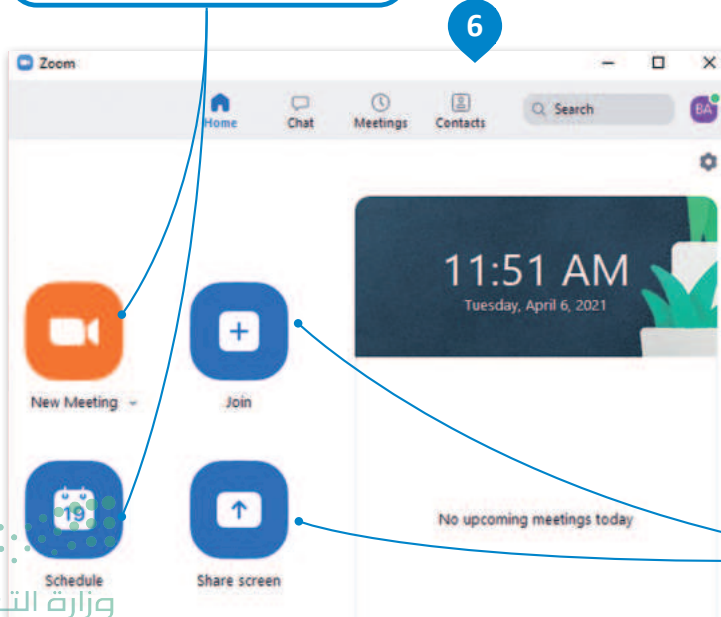 6
Zoom
Home
Chat
Meetings
Contacts
Search
BA
11:51 AM
Tuesday, April 6, 2021
New Meeting
Join
19
Schedule
Share screen
No upcoming meetings today
وزارة التـ